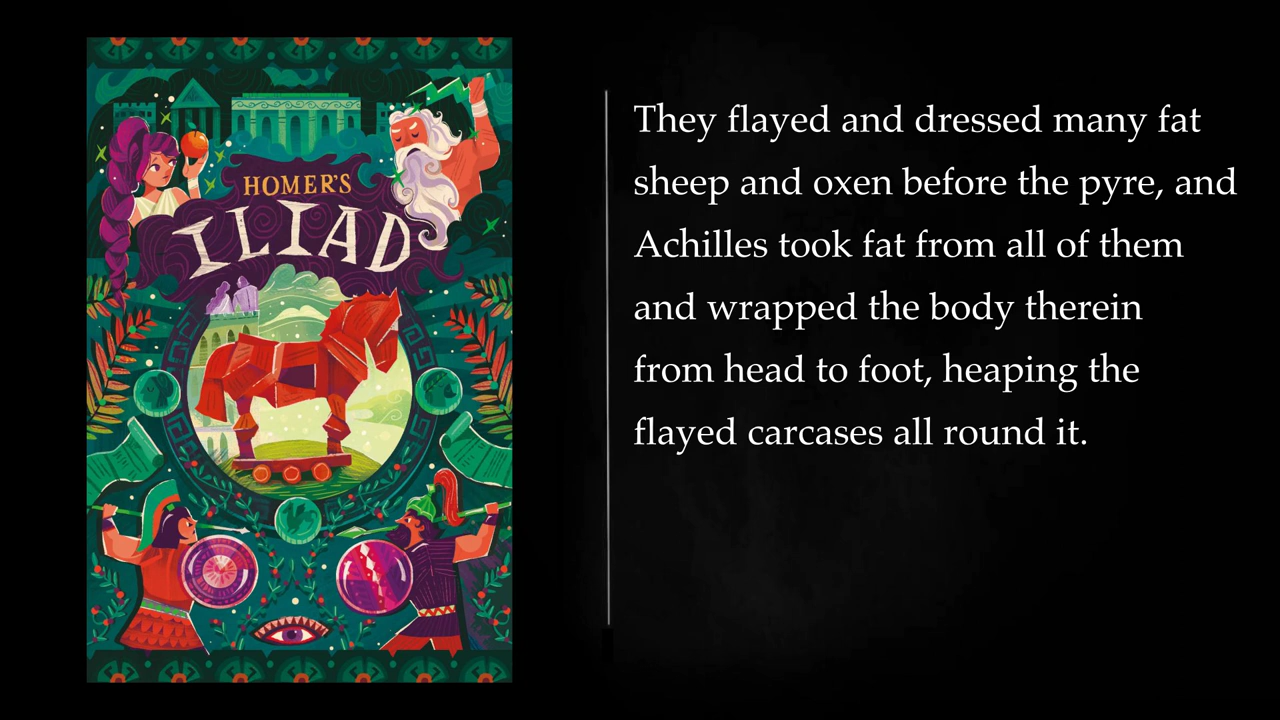 HOMER'S
ILIAD
They flayed and dressed many fat
sheep and oxen before the pyre, and
Achilles took fat from all of them
and wrapped the body therein
from head to foot, heaping the
flayed carcases all round it.